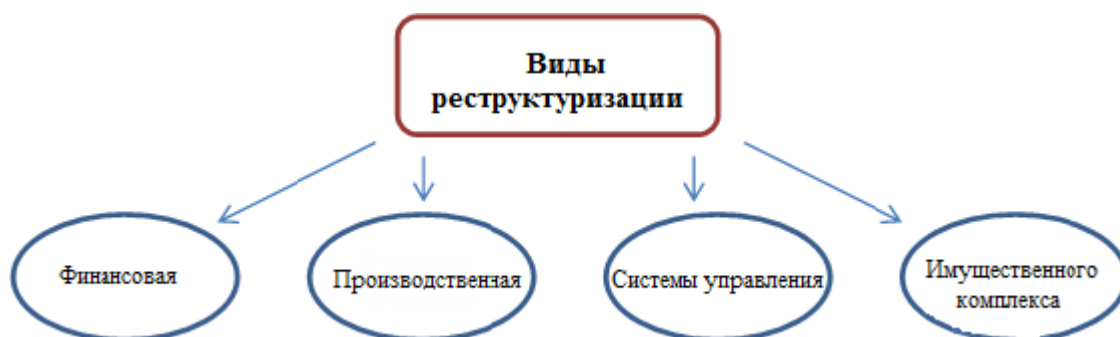 Виды
реструктуризации
Финансовая
Производственная
Системы управления
Имущественного
комплекса